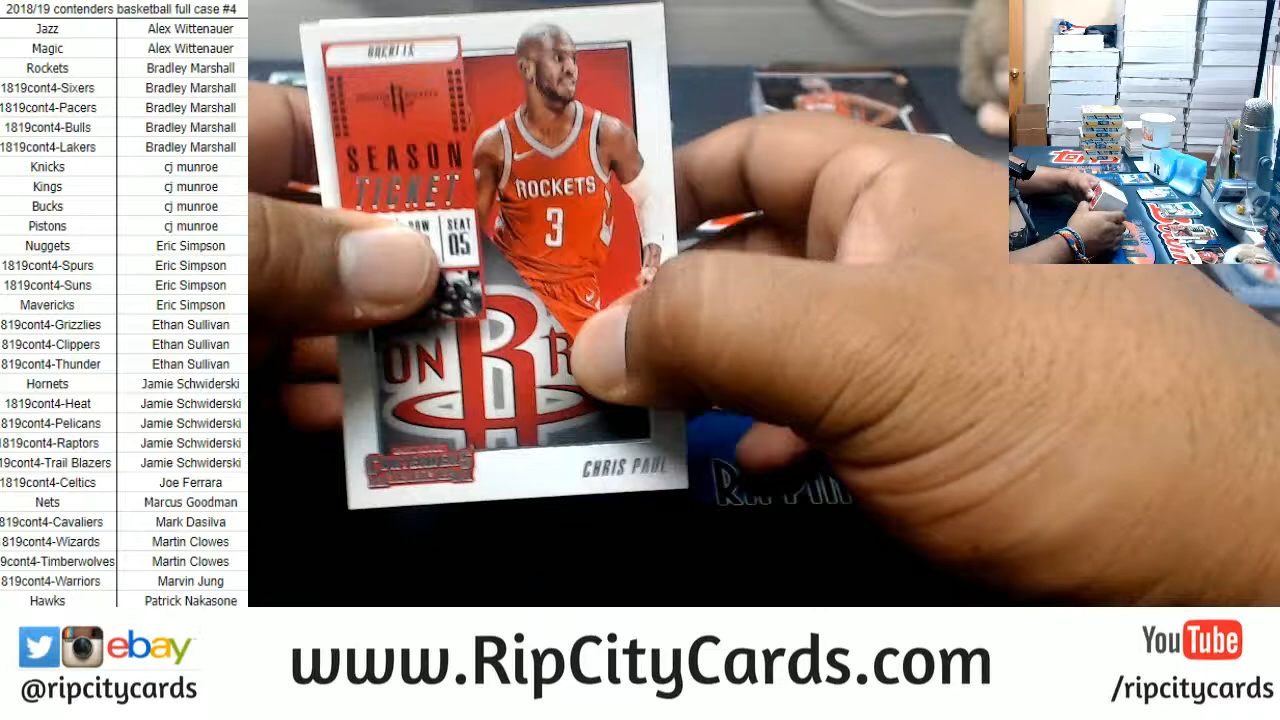 2018/19 contenders basketball full case #4
Jazz Alex Wittenauer
Magic Alex Wittenauer
Rockets Bradley Marshall
1819cont4-Sixers Bradley Marshall
1819cont4-Pacers Bradley Marshall
1819cont4-Bulls Bradley Marshall
1819cont4-Lakers Bradley Marshall
Knicks cj munroe
Kings cj munroe
Bucks cj munroe
Pistons cj munroe
Nuggets Eric Simpson
1819cont4-Spurs Eric Simpson
1819cont4-Suns Eric Simpson
Mavericks Eric Simpson
819cont4-Grizzlies Ethan Sullivan
819cont4-Clippers Ethan Sullivan
819cont4-Thunder Ethan Sullivan
Hornets Jamie Schwiderski
1819cont4-Heat Jamie Schwiderski
819cont4-Pelicans Jamie Schwiderski
819cont4-Raptors Jamie Schwiderski
9cont4-Trail Blazers Jamie Schwiderski
1819cont4-Celtics Joe Ferrara
Nets Marcus Goodman
819cont4-Cavaliers Mark Dasilva
819cont4-Wizards Martin Clowes
9cont4-Timberwolves Martin Clowes
819cont4-Warriors Marvin Jung
Hawks Patrick Nakasone
ROCKETS
SEASON
TICKET
SEAT
05
ROCKETS
3
ON R
CONTENDERS
CHRIS PAUL
RIPPIN
TOPPS
ebay
@ripcitycards
www.RipCityCards.com
YouTube
/ripcitycards